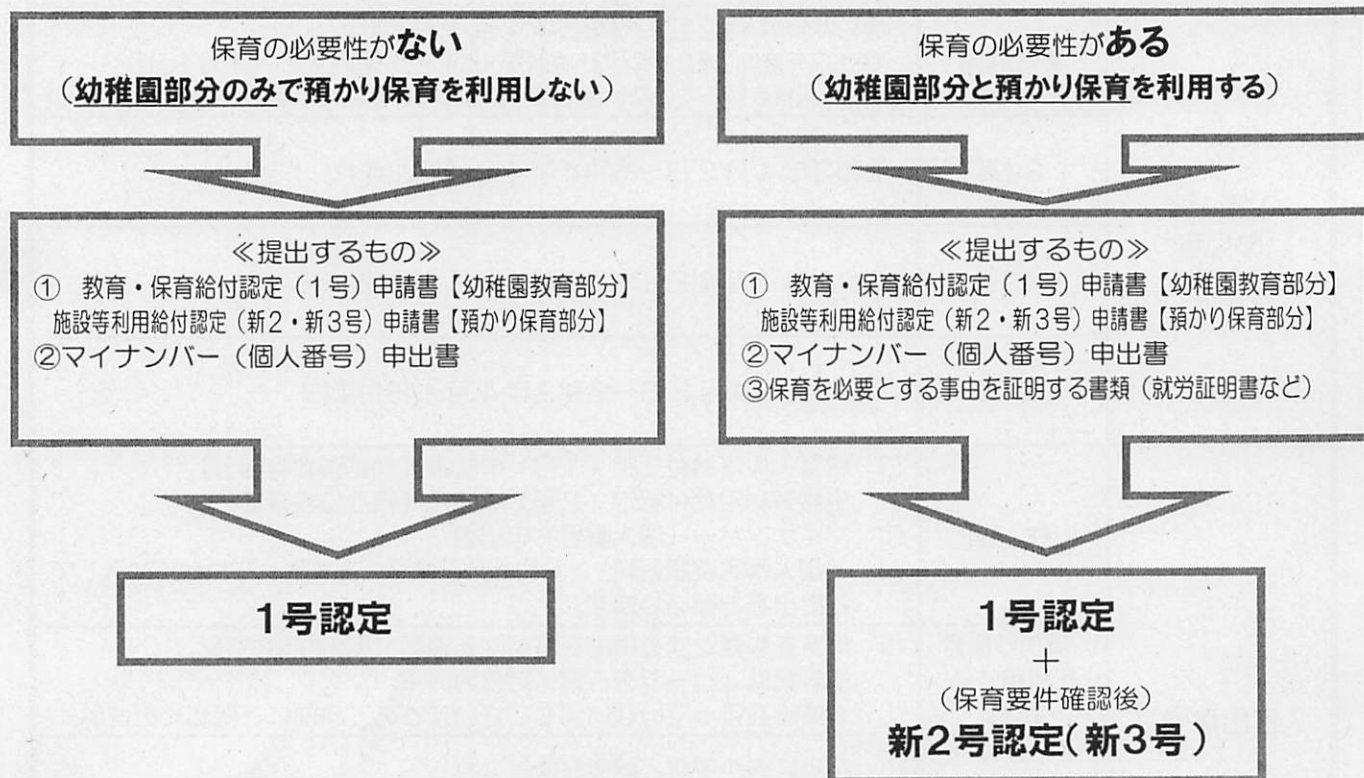 保育の必要性がない
（幼稚園部分のみで預かり保育を利用しない）
≪提出するもの≫
①　教育・保育給付認定（１号）申請書【幼稚園教育部分】
施設等利用給付認定（新２・新３号）申請書【預かり保育部分】
②マイナンバー（個人番号）申出書
１号認定
保育の必要性がある
（幼稚園部分と預かり保育を利用する）
≪提出するもの≫
①　教育・保育給付認定（１号）申請書【幼稚園教育部分】
施設等利用給付認定（新２・新３号）申請書【預かり保育部分】
②マイナンバー（個人番号）申出書
③保育を必要とする事由を証明する書類（就労証明書など）
１号認定
＋
（保育要件確認後）
新２号認定（新３号）